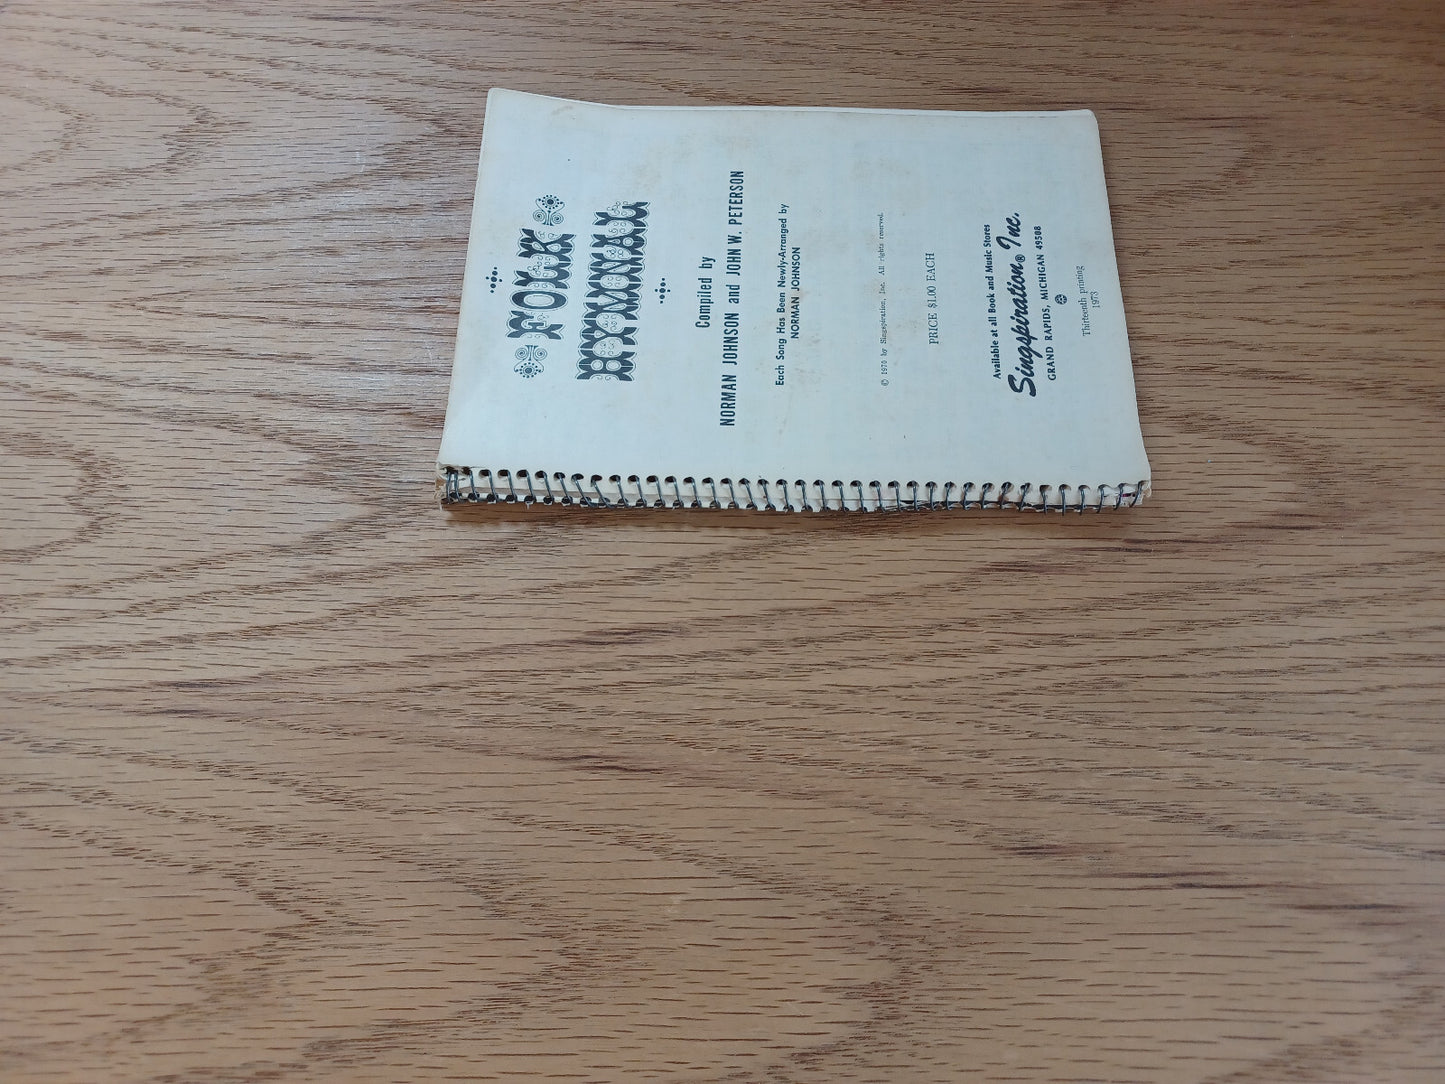 FOLK
HYMNAL
Compiled by
NORMAN JOHNSON and JOHN W. PETERSON
Each Song Has Been Newly-Arranged by
NORMAN JOHNSON
© 1970 by Singspiration, Inc. All rights reserved.
PRICE $1.00 EACH
Available at all Book and Music Stores
Singspiration® Inc.
GRAND RAPIDS, MICHIGAN 49508
Thirteenth printing
1973